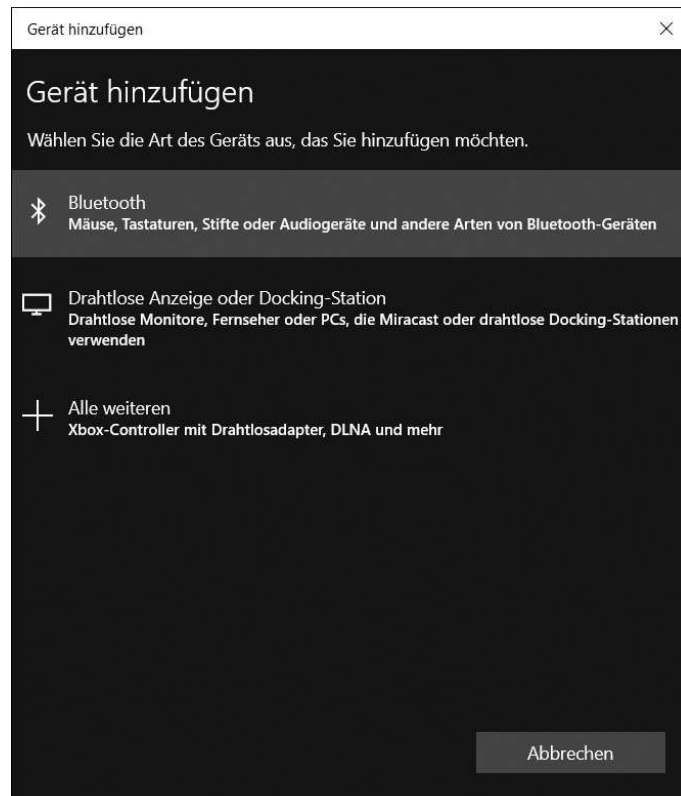 Gerät hinzufügen
Gerät hinzufügen
Wählen Sie die Art des Geräts aus, das Sie hinzufügen möchten.
Bluetooth
Mäuse, Tastaturen, Stifte oder Audiogeräte und andere Arten von Bluetooth-Geräten
Drahtlose Anzeige oder Docking-Station
Drahtlose Monitore, Fernseher oder PCs, die Miracast oder drahtlose Docking-Stationen
verwenden
Alle weiteren
Xbox-Controller mit Drahtlosadapter, DLNA und mehr
Abbrechen